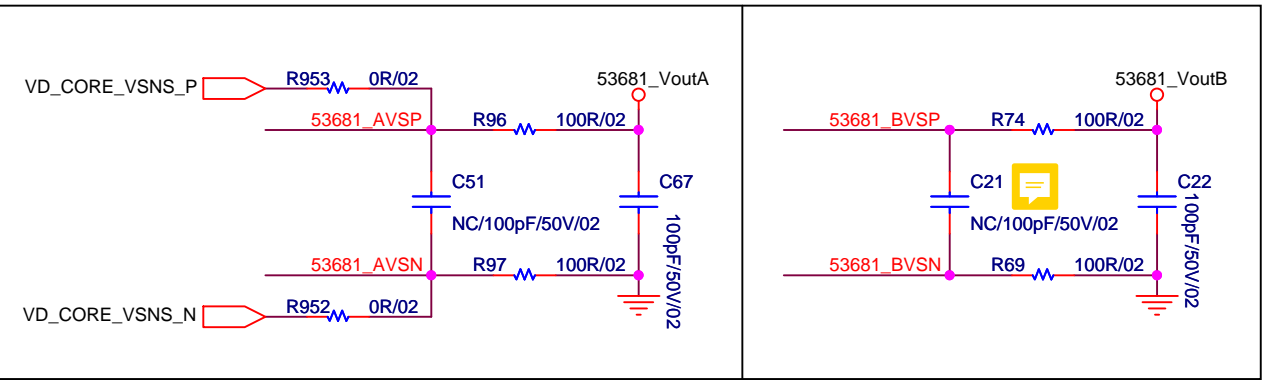 53681_VoutA
VD_CORE_VSNS_P
R953
0R/02
53681_AVSP
R96
100R/02
C51
NC/100pF/50V/02
C67
100pF/50V/02
53681_AVSN
R97
100R/02
VD_CORE_VSNS_N
R952
0R/02
53681_VoutB
53681_BVSP
R74
100R/02
C21
NC/100pF/50V/02
C22
100pF/50V/02
53681_BVSN
R69
100R/02